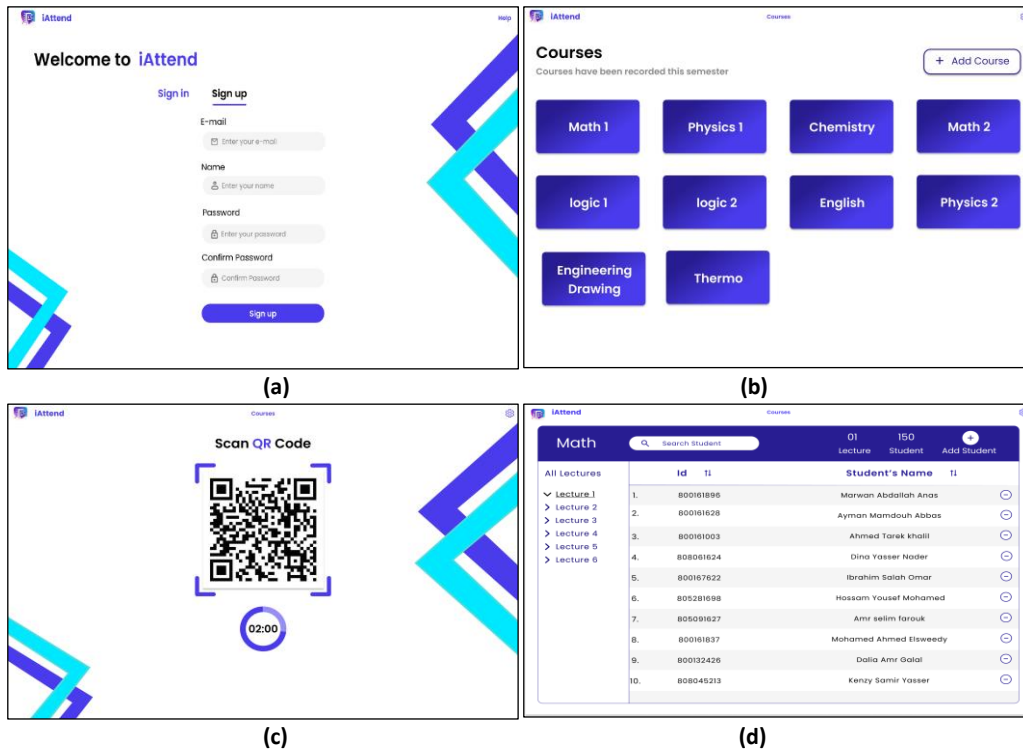 iAttend
Help
Welcome to iAttend
Sign in Sign up
E-mail
Enter your e-mail
Name
Enter your name
Password
Enter your password
Confirm Password
Confirm Password
Sign up
(a)
iAttend Courses
Courses
Courses have been recorded this semester
+ Add Course
Math 1 Physics 1 Chemistry Math 2
logic 1 logic 2 English Physics 2
Engineering Drawing Thermo
(b)
iAttend Courses
Scan QR Code
02:00
(c)
iAttend Courses
Math Search Student 01 Lecture 150 Student Add Student
All Lectures
Lecture 1
Lecture 2
Lecture 3
Lecture 4
Lecture 5
Lecture 6
Id Student's Name
1. 800161896 Marwan Abdallah Anas
2. 800161628 Ayman Mamdouh Abbas
3. 800161003 Ahmed Tarek khalil
4. 808061624 Dina Yasser Nader
5. 800167622 Ibrahim Salah Omar
6. 805281698 Hossam Yousef Mohamed
7. 805091627 Amr selim farouk
8. 800161837 Mohamed Ahmed Elsweedy
9. 800132426 Dalia Amr Galal
10. 808045213 Kenzy Samir Yasser
(d)